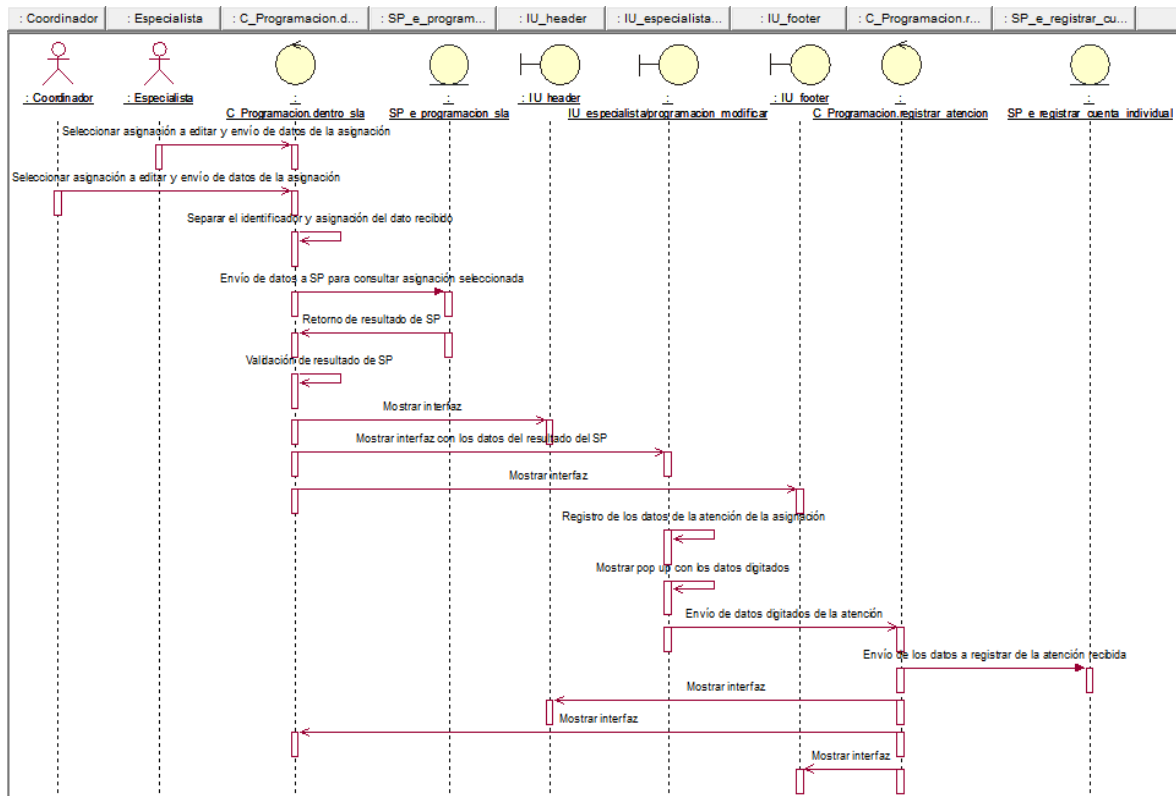 : Coordinador
: Especialista
: C_Programacion.d...
: SP_e_program...
: IU_header
: IU_especialista...
: IU_footer
: C_Programacion.r...
: SP_e_registrar_cu...
: Coordinador
: Especialista
:
C_Programacion.dentro_sla
:
SP_e_programacion_sla
: IU_header
:
IU_especialista/programacion_modificar
: IU_footer
:
C_Programacion.registrar_atencion
:
SP_e_registrar_cuenta_individual
Seleccionar asignación a editar y envío de datos de la asignación
Seleccionar asignación a editar y envío de datos de la asignación
Separar el identificador y asignación del dato recibido
Envío de datos a SP para consultar asignación seleccionada
Retorno de resultado de SP
Validación de resultado de SP
Mostrar interfaz
Mostrar interfaz con los datos del resultado del SP
Mostrar interfaz
Registro de los datos de la atención de la asignación
Mostrar pop up con los datos digitados
Envío de datos digitados de la atención
Envío de los datos a registrar de la atención recibida
Mostrar interfaz
Mostrar interfaz
Mostrar interfaz